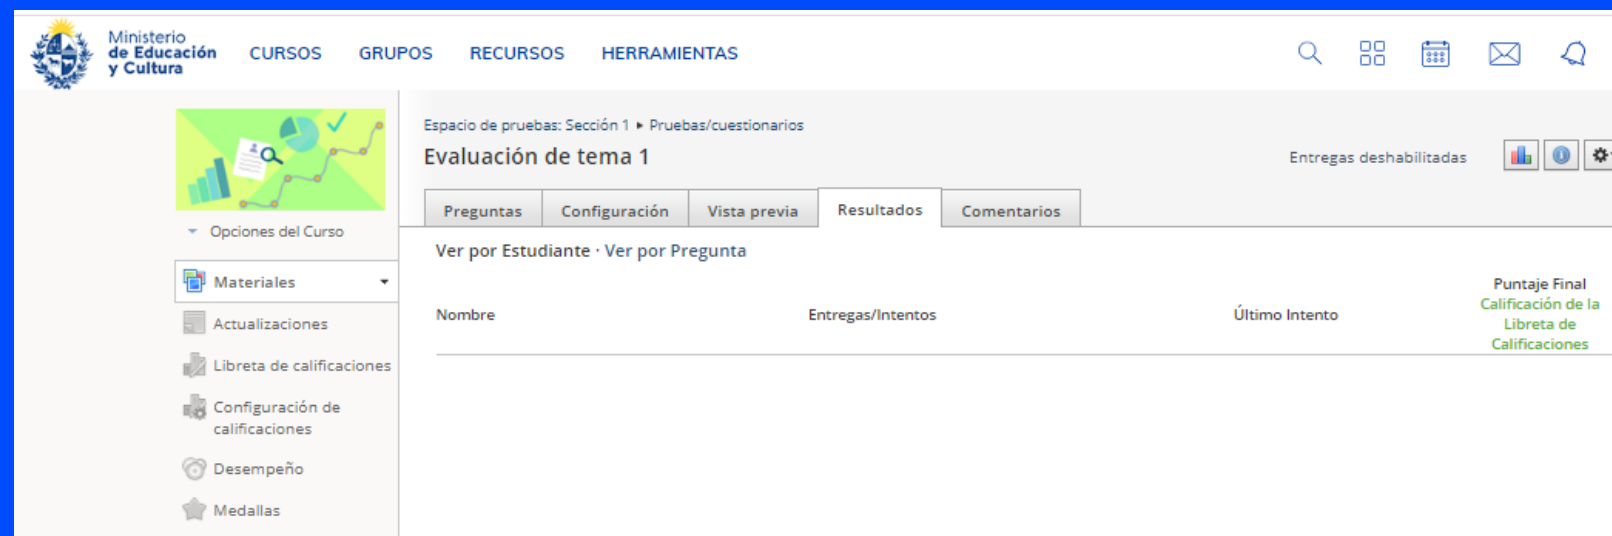 Ministerio
de Educación
y Cultura
CURSOS GRUPOS RECURSOS HERRAMIENTAS
Espacio de pruebas: Sección 1 ▸ Pruebas/cuestionarios
Evaluación de tema 1
Entregas deshabilitadas
Preguntas Configuración Vista previa Resultados Comentarios
Opciones del Curso
Ver por Estudiante · Ver por Pregunta
Materiales
Actualizaciones
Libreta de calificaciones
Configuración de
calificaciones
Desempeño
Medallas
Nombre Entregas/Intentos Último Intento
Puntaje Final
Calificación de la
Libreta de
Calificaciones